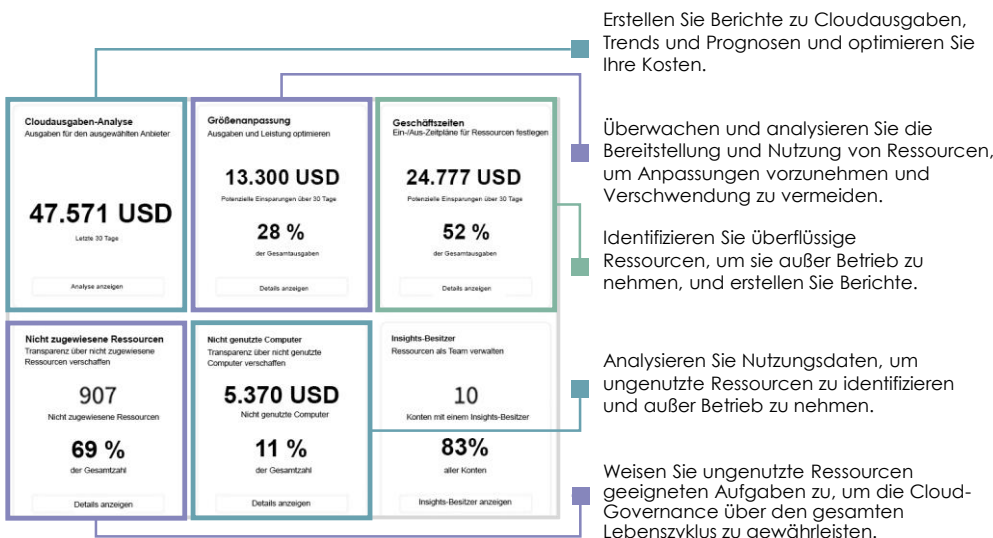 Erstellen Sie Berichte zu Cloudausgaben,
Trends und Prognosen und optimieren Sie
Ihre Kosten.
Cloudausgaben-Analyse
Ausgaben für den ausgewählten Anbieter
47.571 USD
Letzte 30 Tage
Analyse anzeigen
Größenanpassung
Ausgaben und Leistung optimieren
13.300 USD
Potenzielle Einsparungen über 30 Tage
28 %
der Gesamtausgaben
Details anzeigen
Geschäftszeiten
Ein-/Aus-Zeitpläne für Ressourcen festlegen
24.777 USD
Potenzielle Einsparungen über 30 Tage
52 %
der Gesamtausgaben
Details anzeigen
Überwachen und analysieren Sie die
Bereitstellung und Nutzung von Ressourcen,
um Anpassungen vorzunehmen und
Verschwendung zu vermeiden.
Identifizieren Sie überflüssige
Ressourcen, um sie außer Betrieb zu
nehmen, und erstellen Sie Berichte.
Nicht zugewiesene Ressourcen
Transparenz über nicht zugewiesene
Ressourcen verschaffen
907
Nicht zugewiesene Ressourcen
69 %
der Gesamtzahl
Details anzeigen
Nicht genutzte Computer
Transparenz über nicht genutzte
Computer verschaffen
5.370 USD
Nicht genutzte Computer
11 %
der Gesamtzahl
Details anzeigen
Insights-Besitzer
Ressourcen als Team verwalten
10
Konten mit einem Insights-Besitzer
83%
aller Konten
Insights-Besitzer anzeigen
Analysieren Sie Nutzungsdaten, um
ungenutzte Ressourcen zu identifizieren
und außer Betrieb zu nehmen.
Weisen Sie ungenutzte Ressourcen
geeigneten Aufgaben zu, um die Cloud-
Governance über den gesamten
Lebenszyklus zu gewährleisten.